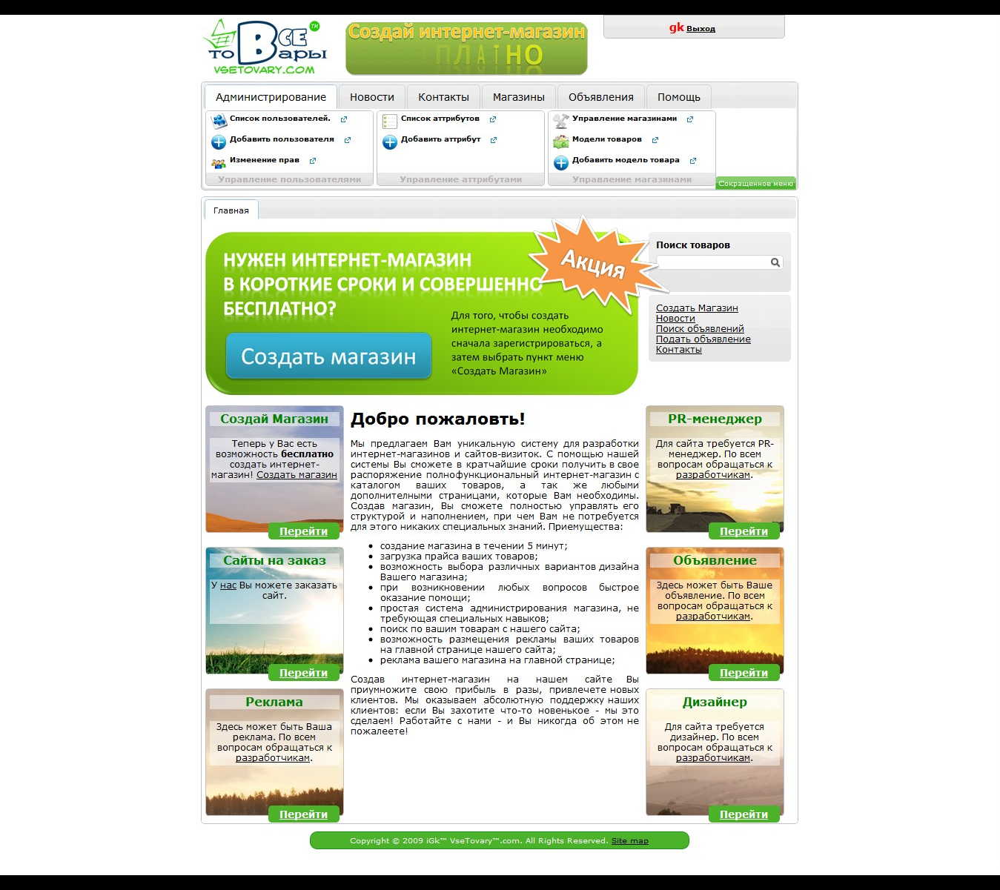 ВСЕ
ТМ
то Вары
VSETOVARY.COM
Создай интернет-магазин
ПЛАТНО
gk Выход
Администрирование Новости Контакты Магазины Объявления Помощь
Список пользователей.
Добавить пользователя
Изменение прав
Управление пользователями
Список аттрибутов
Добавить аттрибут
Управление аттрибутами
Управление магазинами
Модели товаров
Добавить модель товара
Управление магазинами
Сокращенное меню
Главная
НУЖЕН ИНТЕРНЕТ-МАГАЗИН
В КОРОТКИЕ СРОКИ И СОВЕРШЕННО
БЕСПЛАТНО?
Акция
Создать магазин
Для того, чтобы создать
интернет-магазин необходимо
сначала зарегистрироваться, а
затем выбрать пункт меню
«Создать Магазин»
Поиск товаров
Создать Магазин
Новости
Поиск объявлений
Подать объявление
Контакты
Создай Магазин
Теперь у Вас есть
возможность бесплатно
создать интернет-
магазин! Создать магазин
Перейти
Сайты на заказ
У нас Вы можете заказать
сайт.
Перейти
Реклама
Здесь может быть Ваша
реклама. По всем
вопросам обращаться к
разработчикам.
Перейти
Добро пожаловть!
Мы предлагаем Вам уникальную систему для разработки
интернет-магазинов и сайтов-визиток. С помощью нашей
системы Вы сможете в кратчайшие сроки получить в свое
распоряжение полнофункциональный интернет-магазин с
каталогом ваших товаров, а так же любыми
дополнителными страницами, которые Вам необходимы.
Создав магазин, Вы сможете полностью управлять его
структурой и наполнением, при чем Вам не потребуется
для этого никаких специальных знаний. Приемущества:
создание магазина в течении 5 минут;
загрузка прайса ваших товаров;
возможность выбора различных вариантов дизайна
Вашего магазина;
при возникновении любых вопросов быстрое
оказание помощи;
простая система администрирования магазина, не
требующая специальных навыков;
поиск по вашим товарам с нашего сайта;
возможность размещения рекламы ваших товаров
на главной странице нашего сайта;
реклама вашего магазина на главной странице;
Создав интернет-магазин на нашем сайте Вы
приумножите свою прибыль в разы, привлечете новых
клиентов. Мы оказываем абсолютную поддержку наших
клиентов: если Вы захотите что-то новенькое - мы это
сделаем! Работайте с нами - и Вы никогда об этом не
пожалеете!
PR-менеджер
Для сайта требуется PR-
менеджер. По всем
вопросам обращаться к
разработчикам.
Перейти
Объявление
Здесь может быть Ваше
объявление. По всем
вопросам обращаться к
разработчикам.
Перейти
Дизайнер
Для сайта требуется
дизайнер. По всем
вопросам обращаться к
разработчикам.
Перейти
Copyright © 2009 iGk™ VseTovary™.com. All Rights Reserved. Site map